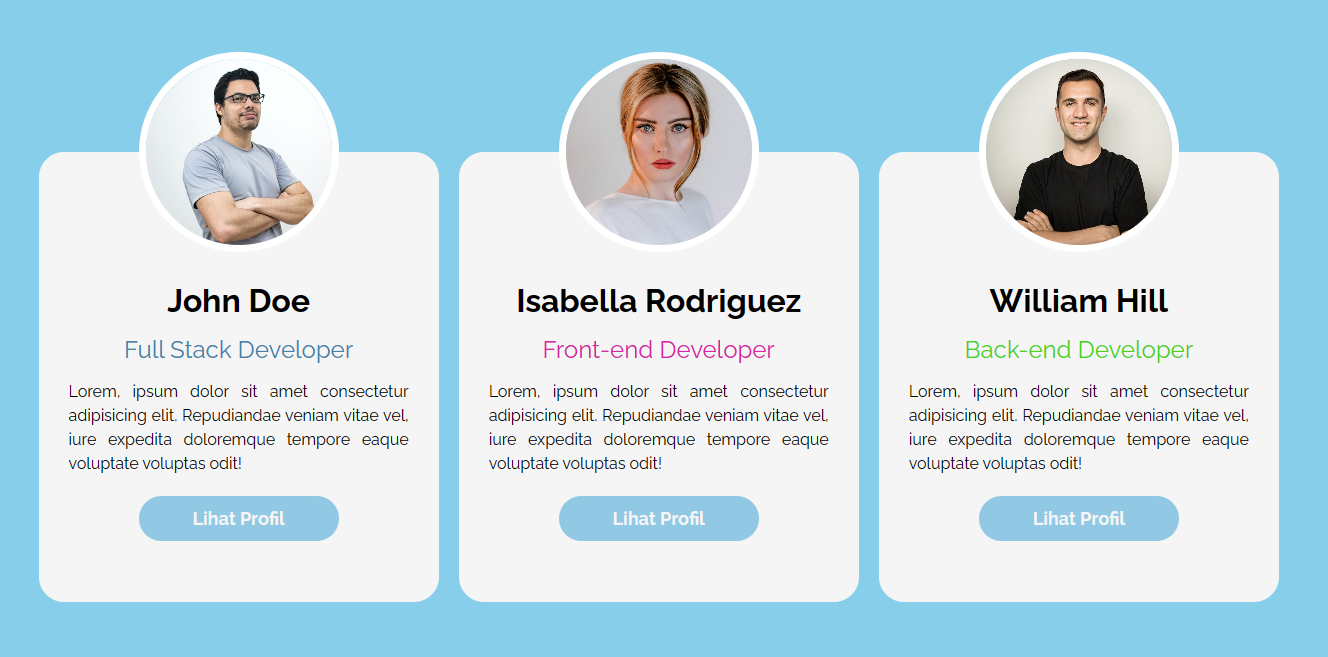 John Doe
Full Stack Developer
Lorem, ipsum dolor sit amet consectetur
adipisicing elit. Repudiandae veniam vitae vel,
iure expedita doloremque tempore eaque
voluptate voluptas odit!
Lihat Profil
Isabella Rodriguez
Front-end Developer
Lorem, ipsum dolor sit amet consectetur
adipisicing elit. Repudiandae veniam vitae vel,
iure expedita doloremque tempore eaque
voluptate voluptas odit!
Lihat Profil
William Hill
Back-end Developer
Lorem, ipsum dolor sit amet consectetur
adipisicing elit. Repudiandae veniam vitae vel,
iure expedita doloremque tempore eaque
voluptate voluptas odit!
Lihat Profil